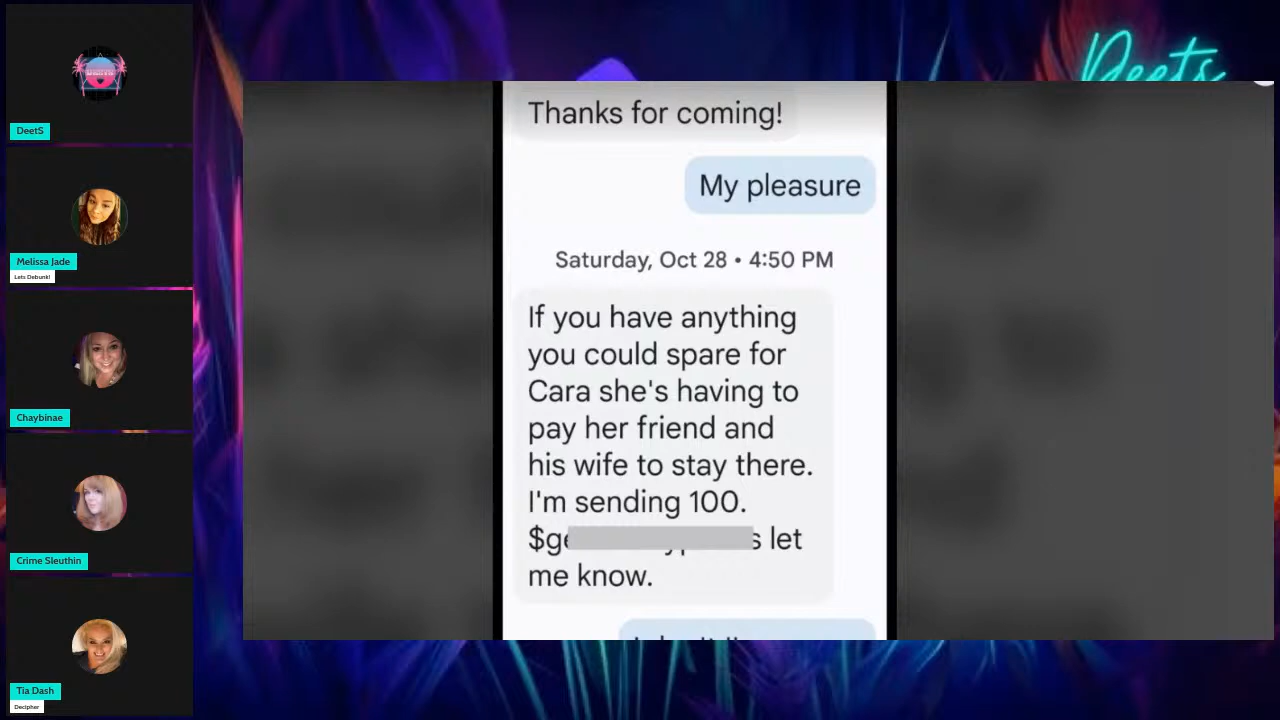 DeetS
Melissa Jade
Lets Debunk!
Chaybinae
Crime Sleuthin
Tia Dash
Decipher
Deets
Thanks for coming!
My pleasure
Saturday, Oct 28 • 4:50 PM
If you have anything
you could spare for
Cara she's having to
pay her friend and
his wife to stay there.
I'm sending 100.
let
me know.